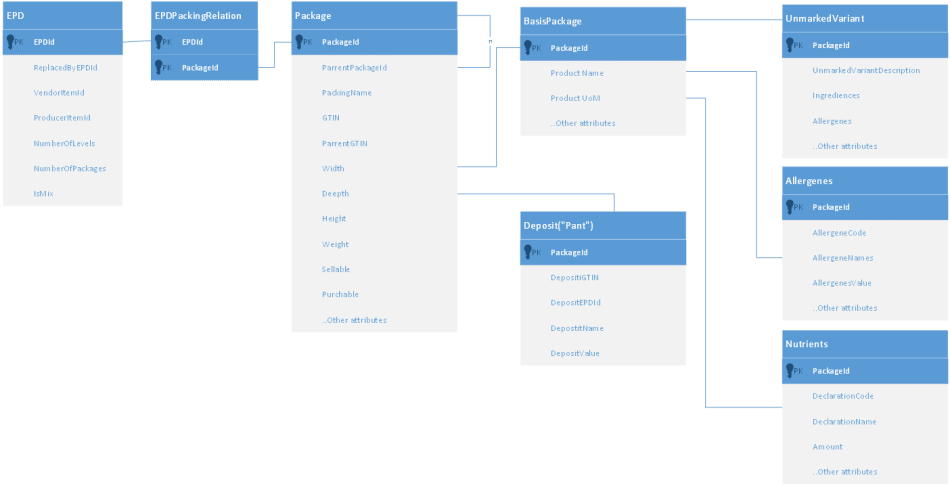 EPD
PK EPDId
ReplacedByEPDId
VendorItemId
ProducerItemId
NumberOfLevels
NumberOfPackages
IsMix
EPDPackingRelation
PK EPDId
PK PackageId
Package
PK PackageId
ParrentPackageId
PackingName
GTIN
ParrentGTIN
Width
Deepth
Height
Weight
Sellable
Purchable
..Other attributes
BasisPackage
PK PackageId
Product Name
Product UoM
..Other attributes
Deposit("Pant")
PK PackageId
DepositiGTIN
DepositEPDId
DepostitName
DepositValue
UnmarkedVariant
PK PackageId
UnmarkedVariantDescription
Ingrediences
Allergenes
..Other attributes
Allergenes
PK PackageId
AllergeneCode
AllergeneNames
AllergenesValue
..Other attributes
Nutrients
PK PackageId
DeclarationCode
DeclarationName
Amount
..Other attributes